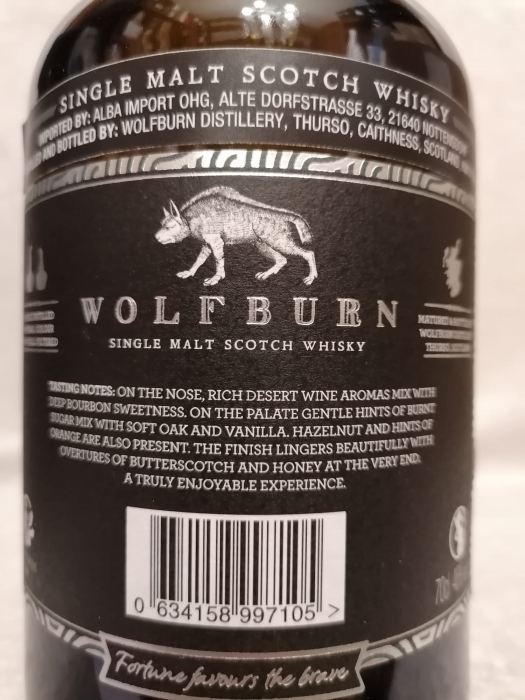 SINGLE MALT SCOTCH WHISKY
IMPORTED BY: ALBA IMPORT OHG, ALTE DORFSTRASSE 33, 21640
AND BOTTLED BY: WOLFBURN DISTILLERY, THURSO, CAITHNESS, SCOTLAND
WOLFBURN
SINGLE MALT SCOTCH WHISKY
TASTING NOTES: ON THE NOSE, RICH DESERT WINE AROMAS MIX WITH
DEEP BOURBON SWEETNESS. ON THE PALATE GENTLE HINTS OF BURNT
SUGAR MIX WITH SOFT OAK AND VANILLA. HAZELNUT AND HINTS OF
ORANGE ARE ALSO PRESENT. THE FINISH LINGERS BEAUTIFULLY WITH
OVERTURES OF BUTTERSCOTCH AND HONEY AT THE VERY END.
A TRULY ENJOYABLE EXPERIENCE.
0 634158 997105 >
70cl
Fortune favours the brave